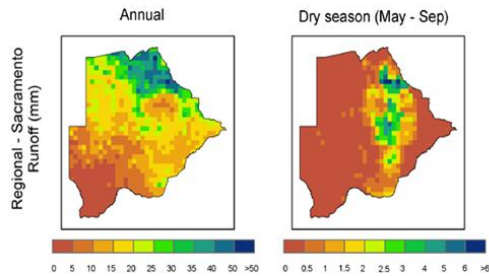 Annual
Dry season (May - Sep)
Regional - Sacramento
Runoff (mm)
0 5 10 15 20 25 30 35 40 45 50 >50
0 0.5 1 1.5 2 2.5 3 4 5 6 >6